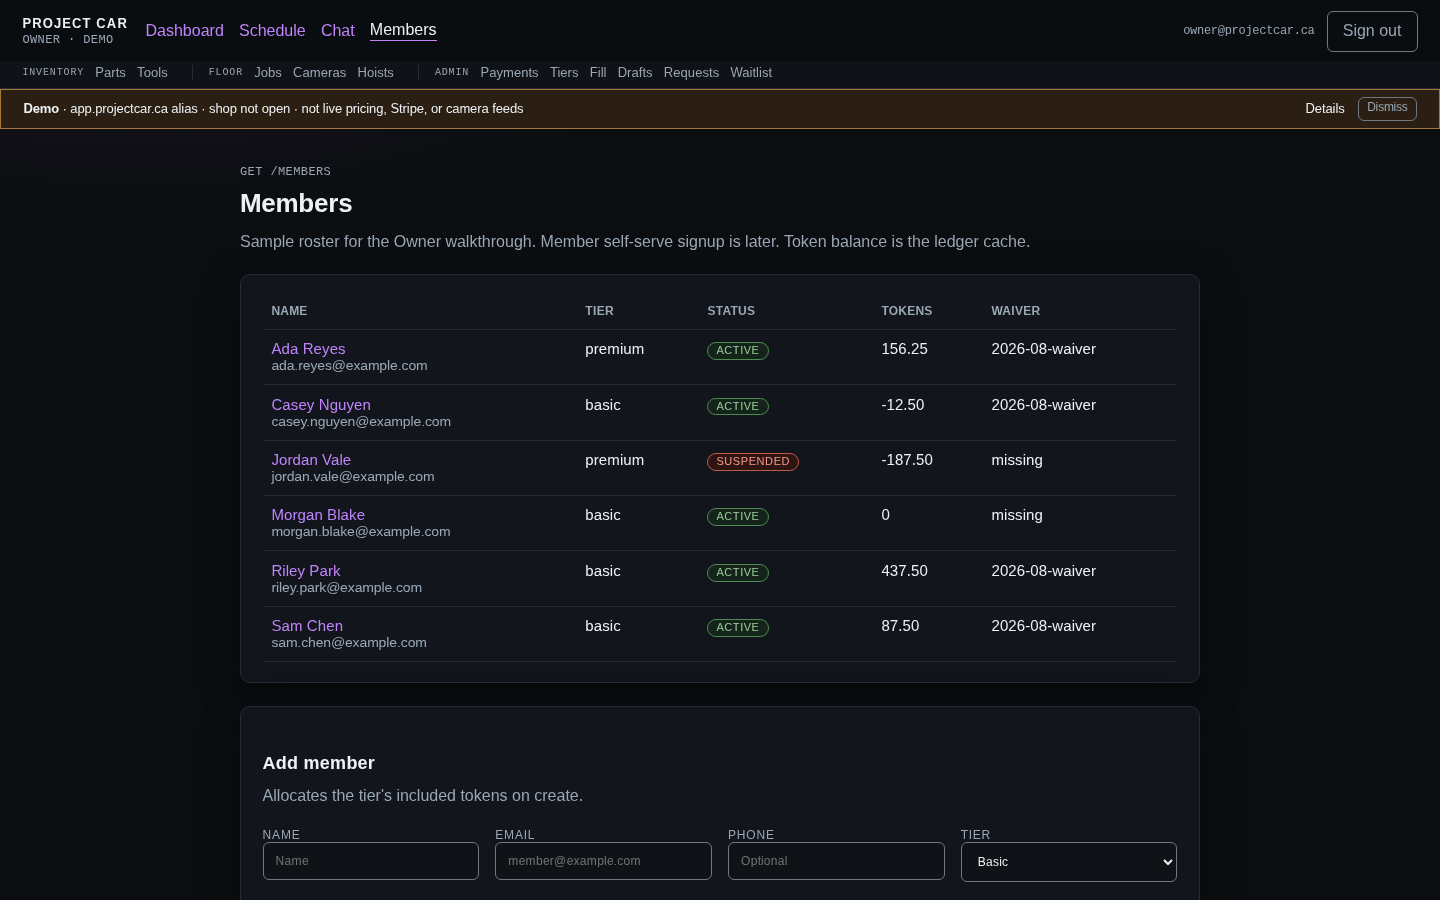 PROJECT CAR
OWNER · DEMO
Dashboard Schedule Chat Members
owner@projectcar.ca Sign out
INVENTORY Parts Tools FLOOR Jobs Cameras Hoists ADMIN Payments Tiers Fill Drafts Requests Waitlist
Demo · app.projectcar.ca alias · shop not open · not live pricing, Stripe, or camera feeds Details Dismiss
GET /MEMBERS
Members
Sample roster for the Owner walkthrough. Member self-serve signup is later. Token balance is the ledger cache.
NAME TIER STATUS TOKENS WAIVER
Ada Reyes premium ACTIVE 156.25 2026-08-waiver
ada.reyes@example.com
Casey Nguyen basic ACTIVE -12.50 2026-08-waiver
casey.nguyen@example.com
Jordan Vale premium SUSPENDED -187.50 missing
jordan.vale@example.com
Morgan Blake basic ACTIVE 0 missing
morgan.blake@example.com
Riley Park basic ACTIVE 437.50 2026-08-waiver
riley.park@example.com
Sam Chen basic ACTIVE 87.50 2026-08-waiver
sam.chen@example.com
Add member
Allocates the tier's included tokens on create.
NAME EMAIL PHONE TIER
Name member@example.com Optional Basic